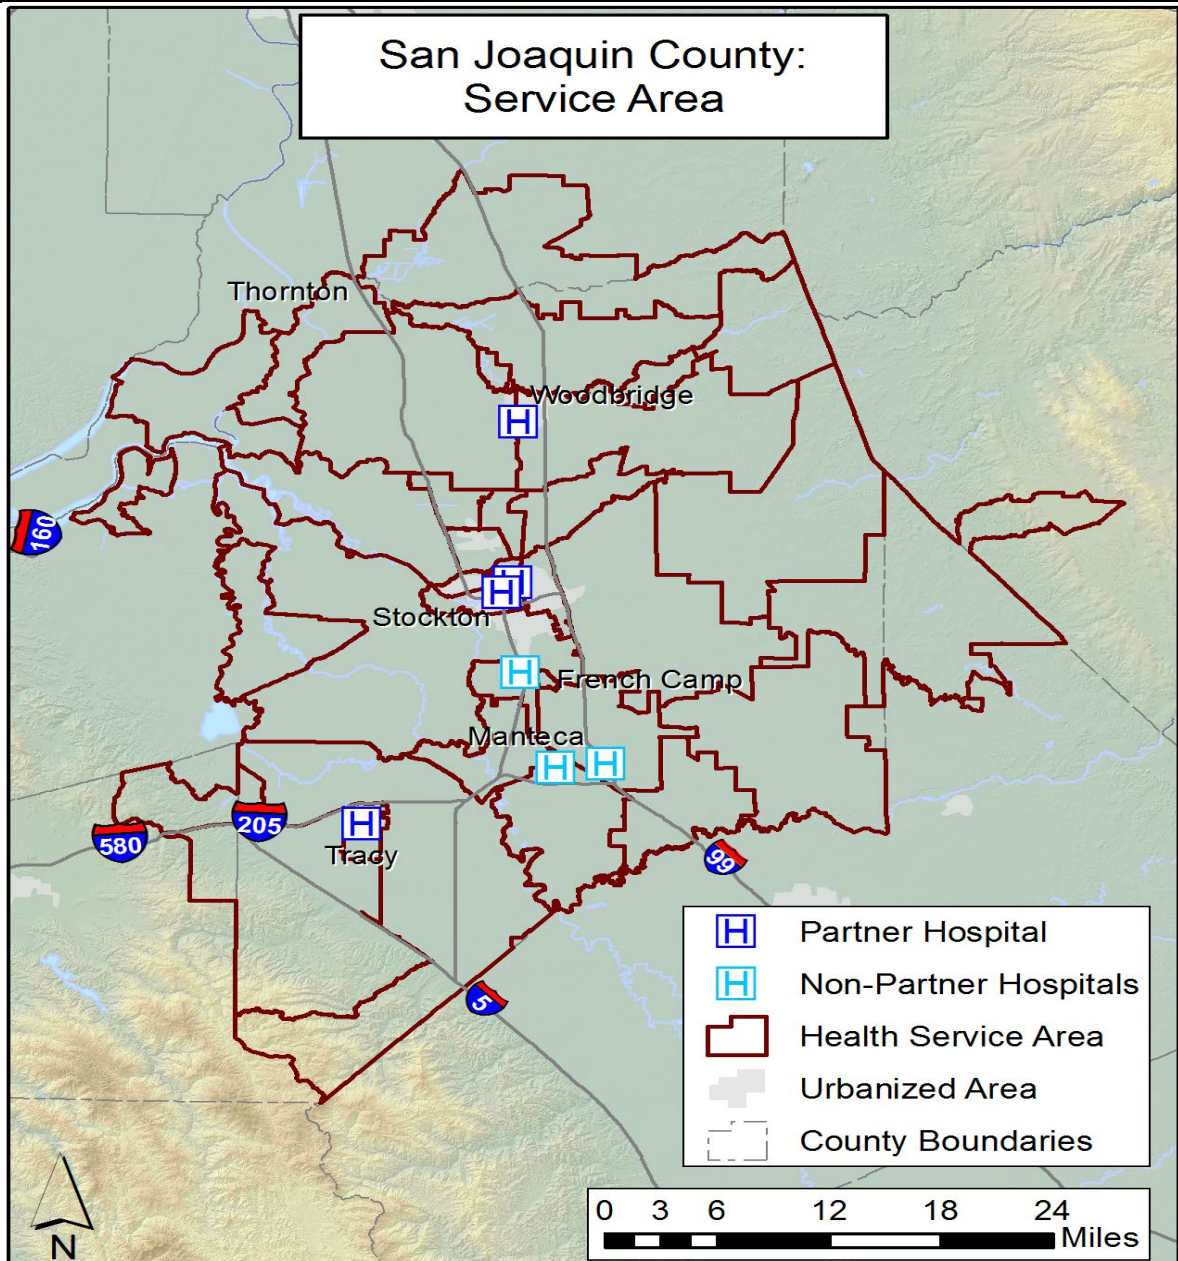 San Joaquin County:
Service Area
Thornton
Woodbridge
H
160
H
H
Stockton
H
French Camp
Manteca
H
H
205
H
580
Tracy
99
5
H Partner Hospital
H Non-Partner Hospitals
Health Service Area
Urbanized Area
County Boundaries
0 3 6 12 18 24
Miles
N